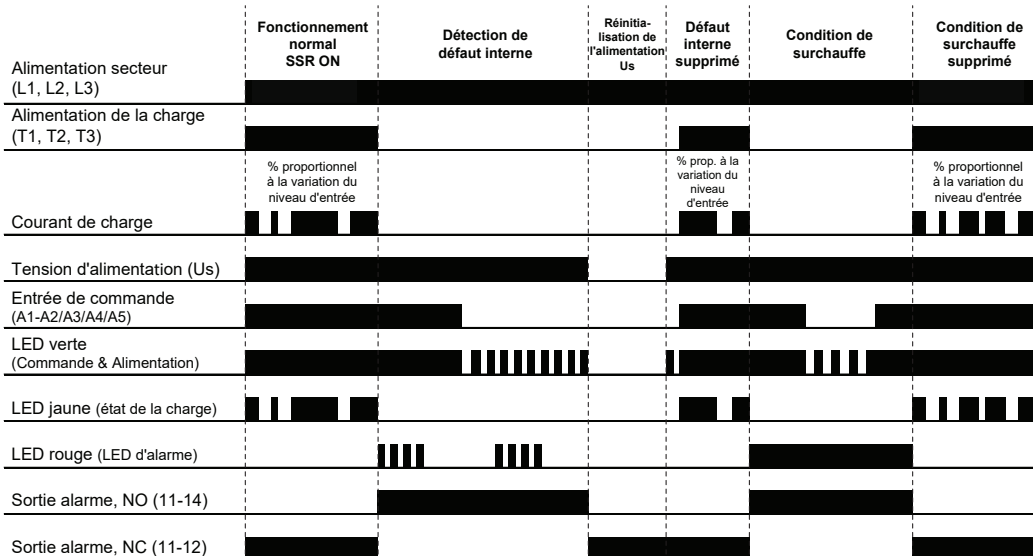 Fonctionnement
normal
SSR ON
Détection de
défaut interne
Réinitia-
lisation de
l'alimentation
Us
Défaut
interne
supprimé
Condition de
surchauffe
Condition de
surchauffe
supprimé
Alimentation secteur
(L1, L2, L3)
Alimentation de la charge
(T1, T2, T3)
% proportionnel
à la variation du
niveau d'entrée
% prop. à la
variation du
niveau
d'entrée
% proportionnel
à la variation du
niveau d'entrée
Courant de charge
Tension d'alimentation (Us)
Entrée de commande
(A1-A2/A3/A4/A5)
LED verte
(Commande & Alimentation)
LED jaune (état de la charge)
LED rouge (LED d'alarme)
Sortie alarme, NO (11-14)
Sortie alarme, NC (11-12)